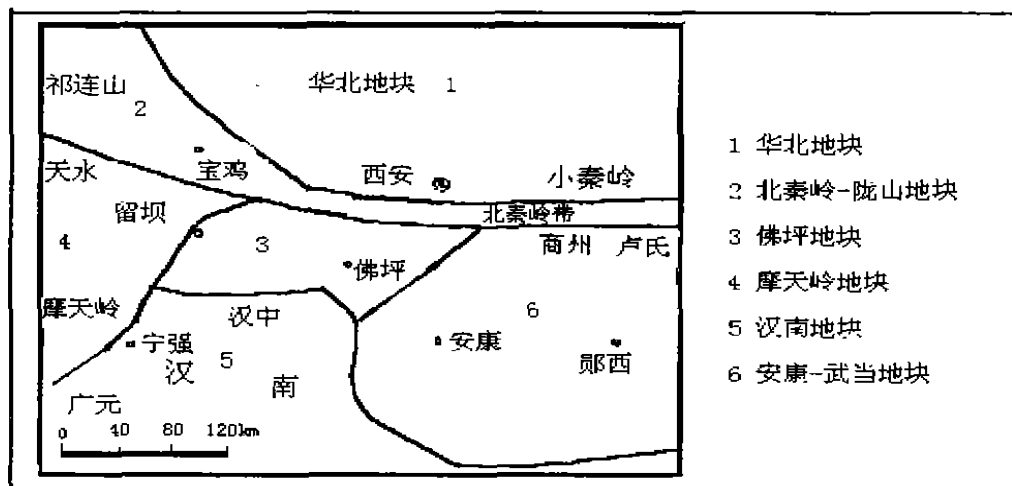 祁连山
2
华北地块 1
天水
宝鸡
西安
小秦岭
留坝
北秦岭带
4
3
佛坪
商州 卢氏
摩天岭
汉中
6
宁强
5
安康
郧西
汉
南
广元
0 40 80 120km
1 华北地块
2 北秦岭-陇山地块
3 佛坪地块
4 摩天岭地块
5 汉南地块
6 安康-武当地块